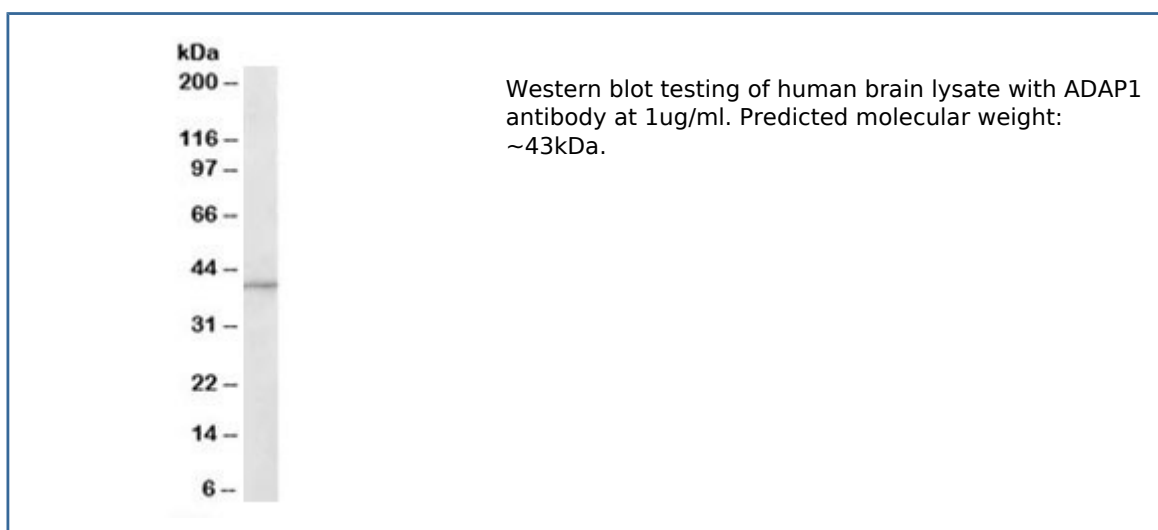 kDa
200 –
116 –
97 –
66 –
44 –
31 –
22 –
14 –
6 –
Western blot testing of human brain lysate with ADAP1
antibody at 1ug/ml. Predicted molecular weight:
~43kDa.